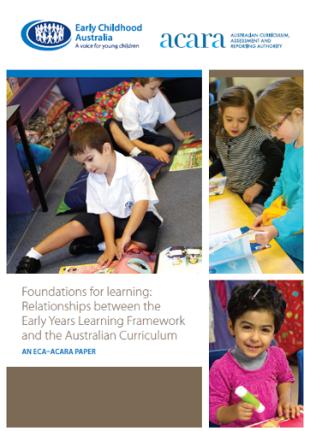 Early Childhood
Australia
A voice for young children
acara
AUSTRALIAN CURRICULUM,
ASSESSMENT AND
REPORTING AUTHORITY
Foundations for learning:
Relationships between the
Early Years Learning Framework
and the Australian Curriculum
AN ECA–ACARA PAPER